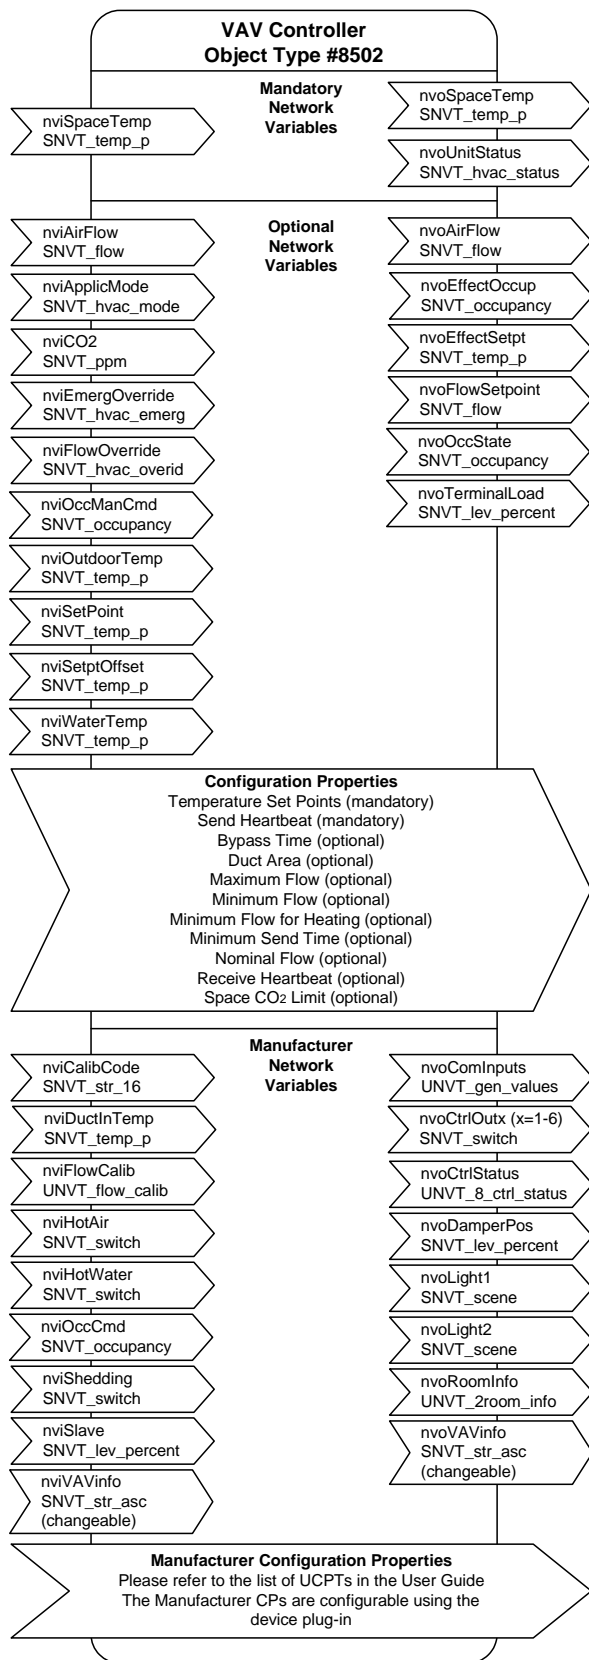 VAV Controller
Object Type #8502
Mandatory
Network
Variables
nviSpaceTemp
SNVT_temp_p
nvoSpaceTemp
SNVT_temp_p
nvoUnitStatus
SNVT_hvac_status
Optional
Network
Variables
nviAirFlow
SNVT_flow
nviApplicMode
SNVT_hvac_mode
nviCO2
SNVT_ppm
nviEmergOverride
SNVT_hvac_emerg
nviFlowOverride
SNVT_hvac_overid
nviOccManCmd
SNVT_occupancy
nviOutdoorTemp
SNVT_temp_p
nviSetPoint
SNVT_temp_p
nviSetptOffset
SNVT_temp_p
nviWaterTemp
SNVT_temp_p
nvoAirFlow
SNVT_flow
nvoEffectOccup
SNVT_occupancy
nvoEffectSetpt
SNVT_temp_p
nvoFlowSetpoint
SNVT_flow
nvoOccState
SNVT_occupancy
nvoTerminalLoad
SNVT_lev_percent
Configuration Properties
Temperature Set Points (mandatory)
Send Heartbeat (mandatory)
Bypass Time (optional)
Duct Area (optional)
Maximum Flow (optional)
Minimum Flow (optional)
Minimum Flow for Heating (optional)
Minimum Send Time (optional)
Nominal Flow (optional)
Receive Heartbeat (optional)
Space CO2 Limit (optional)
Manufacturer
Network
Variables
nviCalibCode
SNVT_str_16
nviDuctInTemp
SNVT_temp_p
nviFlowCalib
UNVT_flow_calib
nviHotAir
SNVT_switch
nviHotWater
SNVT_switch
nviOccCmd
SNVT_occupancy
nviShedding
SNVT_switch
nviSlave
SNVT_lev_percent
nviVAVinfo
SNVT_str_asc
(changeable)
nvoComInputs
UNVT_gen_values
nvoCtrlOutx (x=1-6)
SNVT_switch
nvoCtrlStatus
UNVT_8_ctrl_status
nvoDamperPos
SNVT_lev_percent
nvoLight1
SNVT_scene
nvoLight2
SNVT_scene
nvoRoomInfo
UNVT_2room_info
nvoVAVinfo
SNVT_str_asc
(changeable)
Manufacturer Configuration Properties
Please refer to the list of UCPTs in the User Guide
The Manufacturer CPs are configurable using the
device plug-in